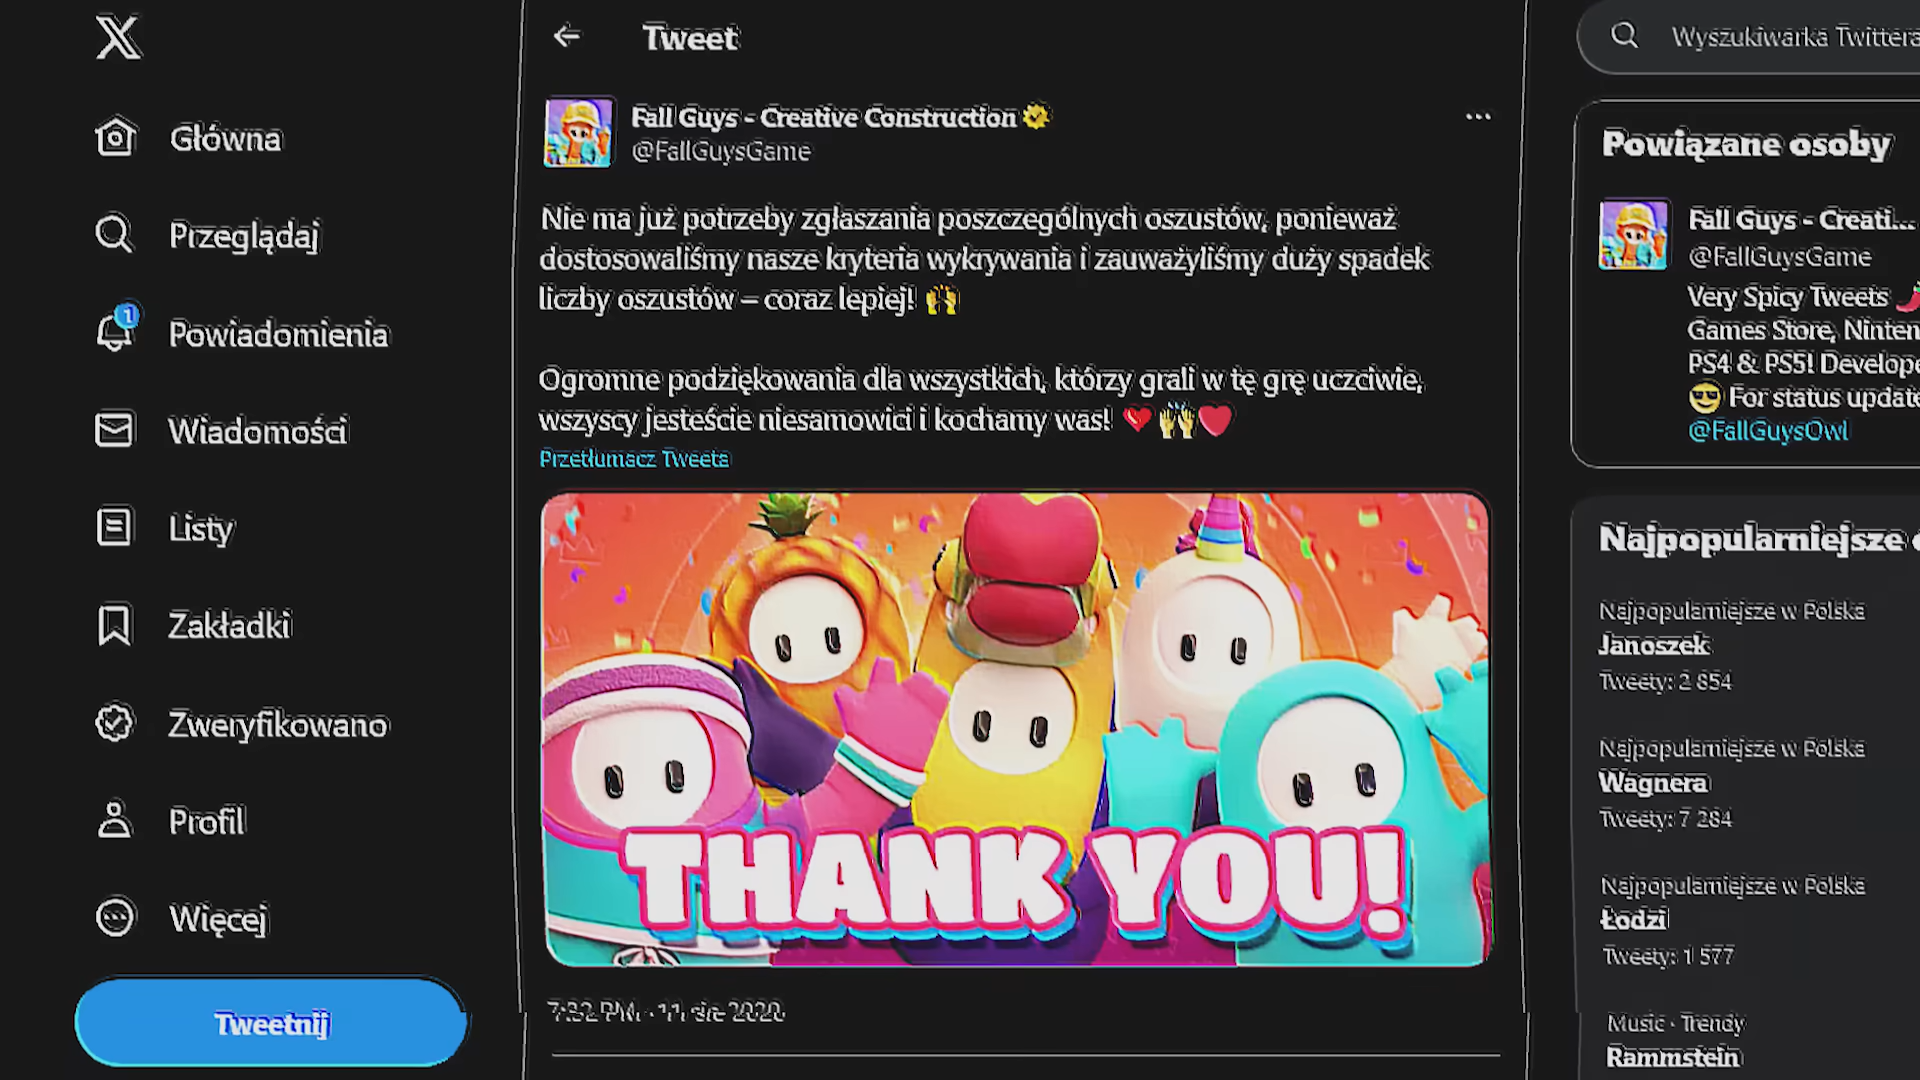 Tweet
Wyszukiwarka Twittera
Główna
Przeglądaj
1
Powiadomienia
Wiadomości
Listy
Zakładki
Zweryfikowano
Profil
Więcej
Tweetnij
Fall Guys - Creative Construction
@FallGuysGame
Nie ma już potrzeby zgłaszania poszczególnych oszustów, ponieważ
dostosowaliśmy nasze kryteria wykrywania i zauważyliśmy duży spadek
liczby oszustów – coraz lepiej! 🙌
Ogromne podziękowania dla wszystkich, którzy grali w tę grę uczciwie,
wszyscy jesteście niesamowici i kochamy was! ❤️🙌❤️
Przetłumacz Tweeta
THANK YOU!
7:32 PM · 11 sie 2020
Powiązane osoby
Fall Guys - Creati...
@FallGuysGame
Very Spicy Tweets 🌶️
Games Store, Ninten
PS4 & PS5! Develope
😎 For status update
@FallGuysOwl
Najpopularniejsze
Najpopularniejsze w Polska
Janoszek
Tweety: 2 854
Najpopularniejsze w Polska
Wagnera
Tweety: 7 284
Najpopularniejsze w Polska
Łodzi
Tweety: 1 577
Music · Trendy
Rammstein